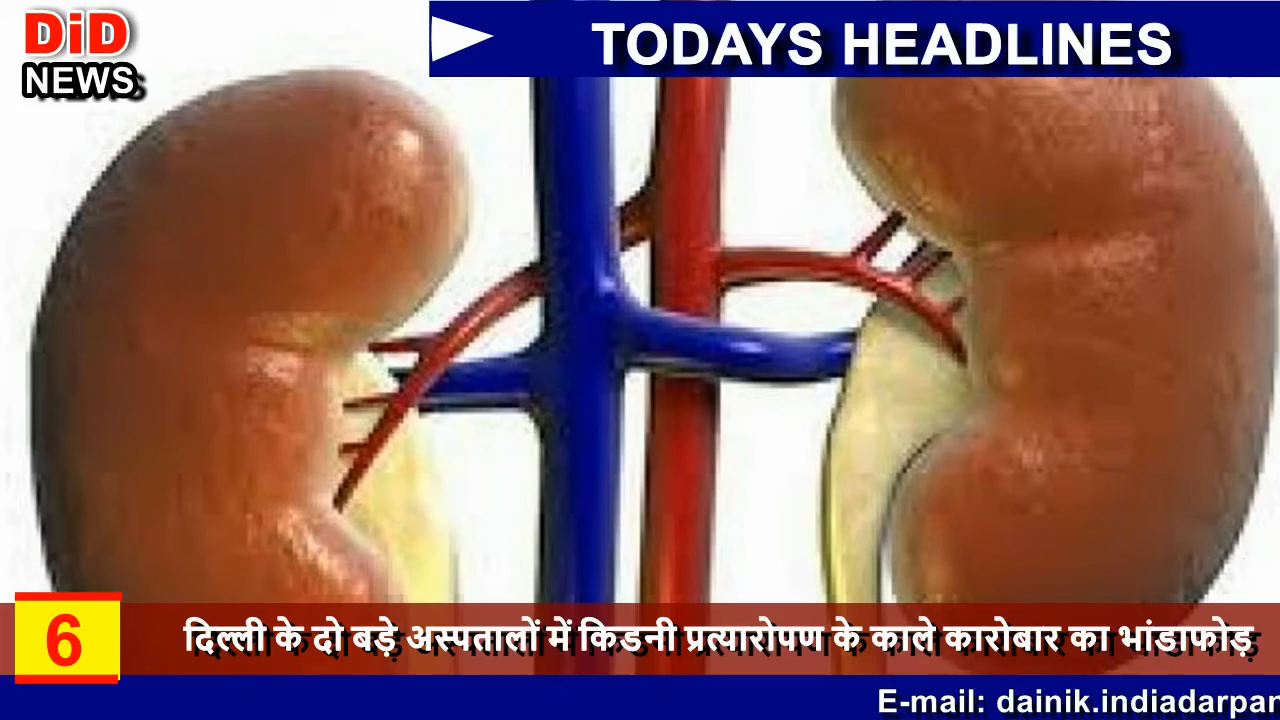 DiD
NEWS
TODAYS HEADLINES
6
दिल्ली के दो बड़े अस्पतालों में किडनी प्रत्यारोपण के काले कारोबार का भांडाफोड़
E-mail: dainik.indiadarpan